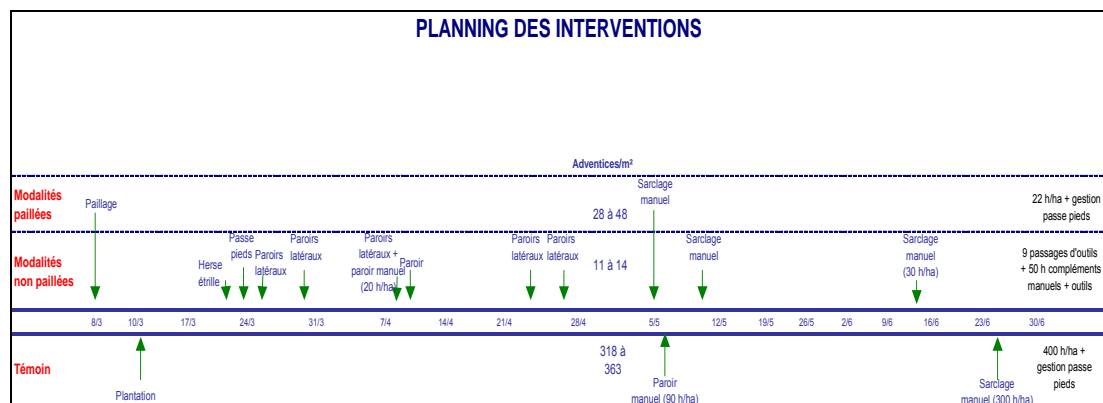 PLANNING DES INTERVENTIONS
Adventices/m²
Modalités
paillées
Paillage
28 à 48
Sarclage
manuel
22 h/ha + gestion
passe pieds
Modalités
non paillées
Herse
étrille
Passe
pieds
Paroirs
latéraux
Paroirs
latéraux
Paroirs
latéraux +
paroir manuel
(20 h/ha)
Paroir
Paroirs
latéraux
Paroirs
latéraux
11 à 14
Sarclage
manuel
Sarclage
manuel
(30 h/ha)
9 passages d'outils
+ 50 h compléments
manuels + outils
8/3 10/3 17/3 24/3 31/3 7/4 14/4 21/4 28/4 5/5 12/5 19/5 26/5 2/6 9/6 16/6 23/6 30/6
Témoin
Plantation
318 à
363
Paroir
manuel (90 h/ha)
Sarclage
manuel (300 h/ha)
400 h/ha +
gestion passe
pieds